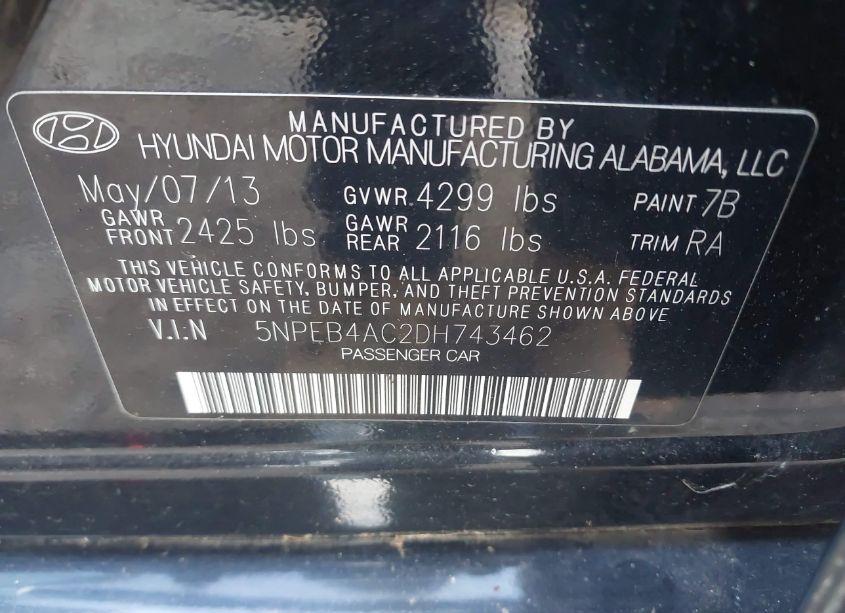 MANUFACTURED BY
HYUNDAI MOTOR MANUFACTURING ALABAMA, LLC
May/07/13 GVWR 4299 lbs PAINT 7B
GAWR FRONT 2425 lbs GAWR REAR 2116 lbs TRIM RA
THIS VEHICLE CONFORMS TO ALL APPLICABLE U.S.A. FEDERAL
MOTOR VEHICLE SAFETY, BUMPER, AND THEFT PREVENTION STANDARDS
IN EFFECT ON THE DATE OF MANUFACTURE SHOWN ABOVE
V.I.N 5NPEB4AC2DH743462
PASSENGER CAR